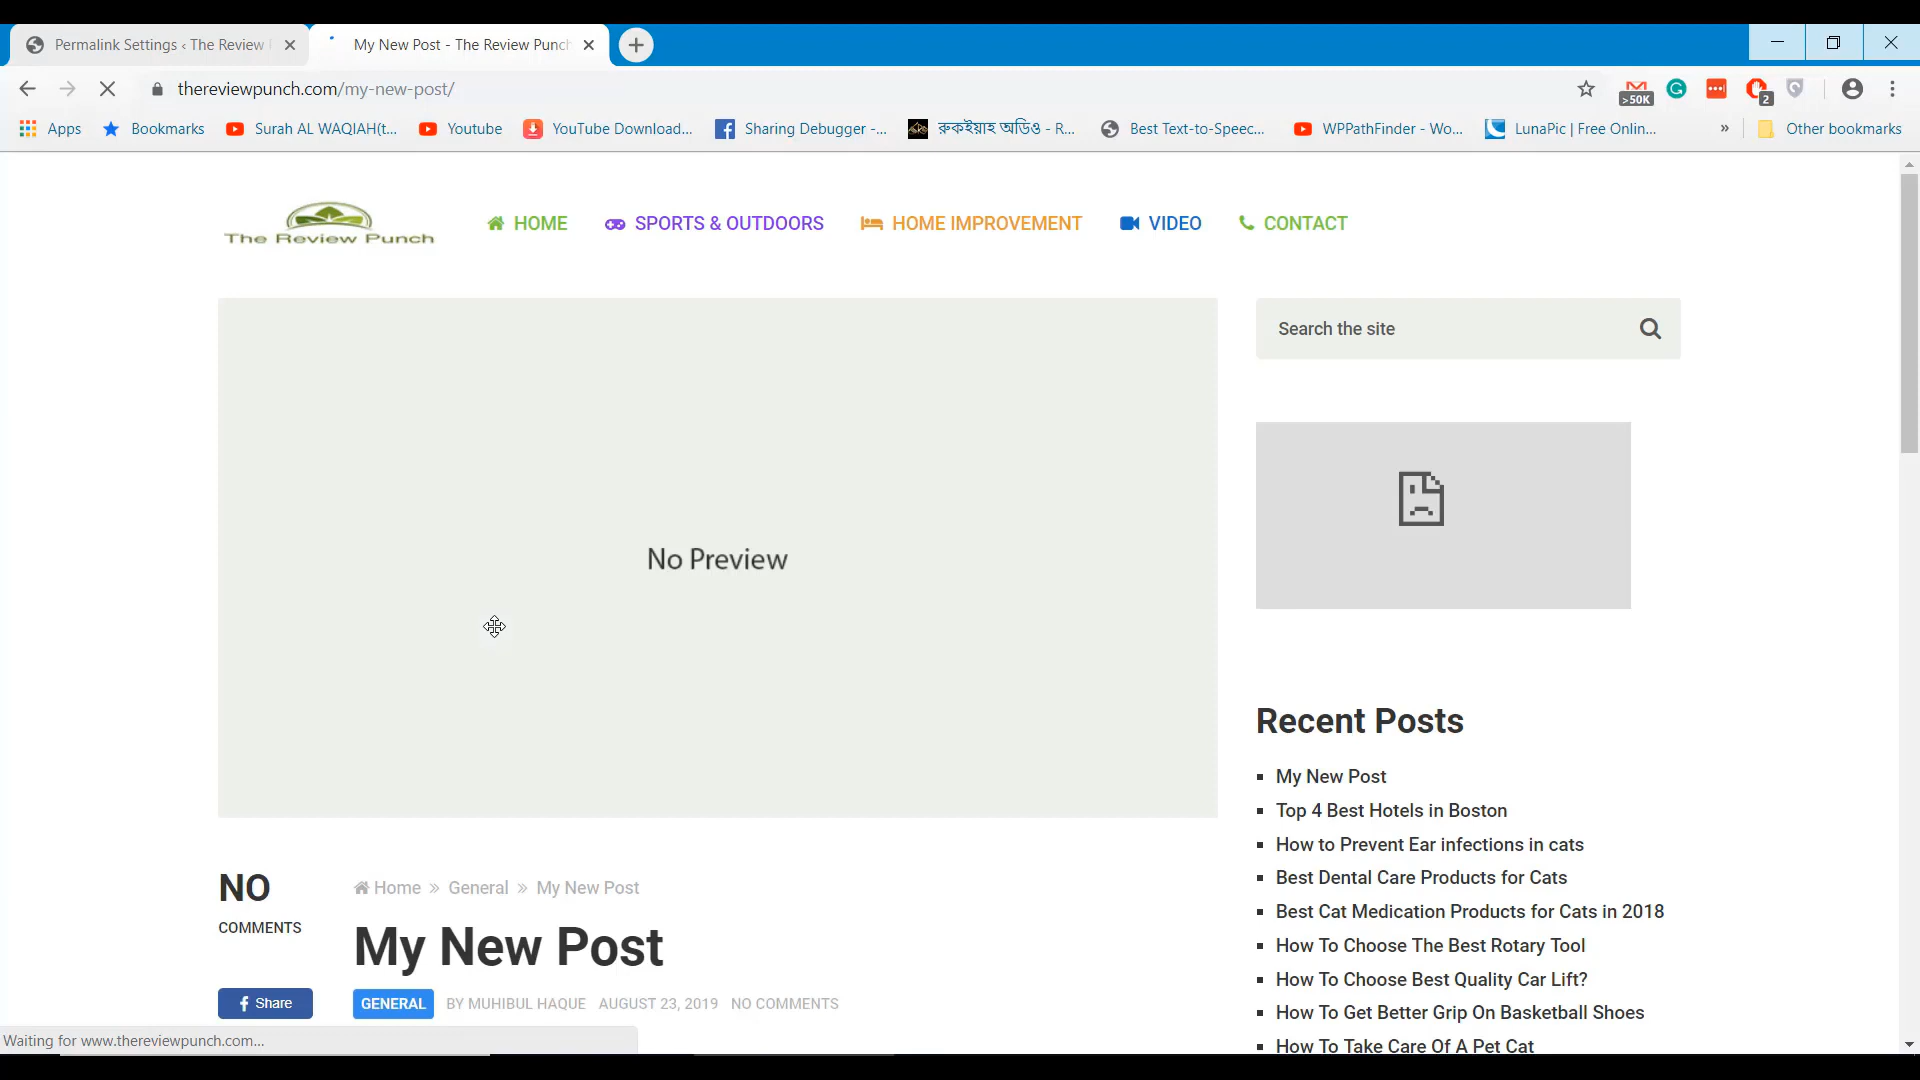 Permalink Settings ‹ The Review
My New Post - The Review Punch
thereviewpunch.com/my-new-post/
>50K
2
Apps
Bookmarks
Surah AL WAQIAH(t...
Youtube
YouTube Download...
Sharing Debugger -...
রুকইয়াহ অডিও - R...
Best Text-to-Speec...
WPPathFinder - Wo...
LunaPic | Free Onlin...
»
Other bookmarks
The Review Punch
HOME
SPORTS & OUTDOORS
HOME IMPROVEMENT
VIDEO
CONTACT
Search the site
No Preview
Recent Posts
My New Post
Top 4 Best Hotels in Boston
How to Prevent Ear infections in cats
Best Dental Care Products for Cats
Best Cat Medication Products for Cats in 2018
How To Choose The Best Rotary Tool
How To Choose Best Quality Car Lift?
How To Get Better Grip On Basketball Shoes
How To Take Care Of A Pet Cat
NO
COMMENTS
Share
Home » General » My New Post
My New Post
GENERAL BY MUHIBUL HAQUE AUGUST 23, 2019 NO COMMENTS
Waiting for www.thereviewpunch.com...